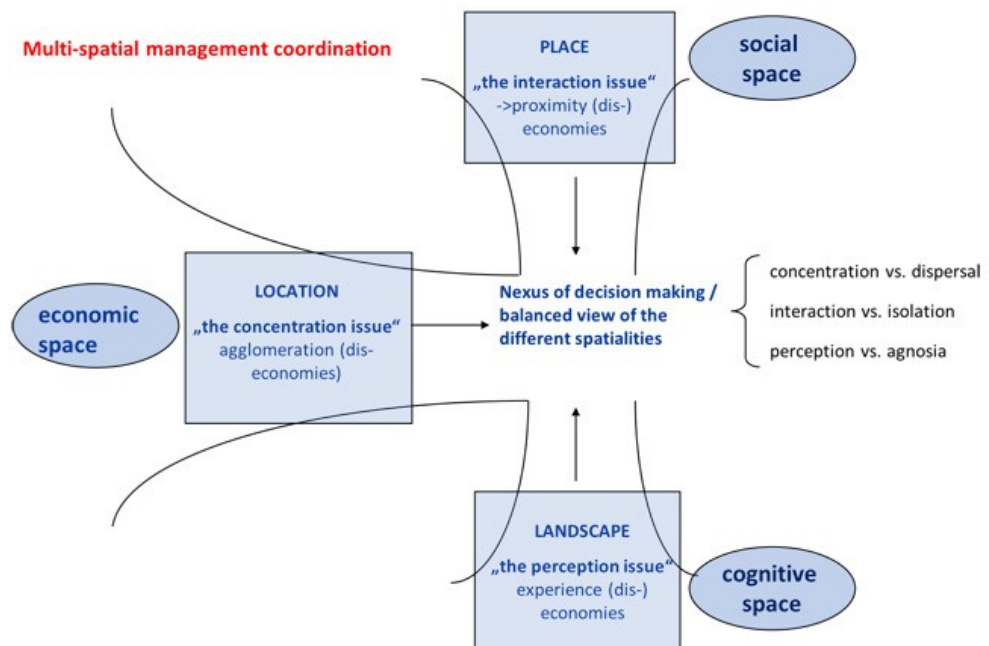 Multi-spatial management coordination
PLACE
„the interaction issue“
->proximity (dis-)
economies
social
space
economic
space
LOCATION
„the concentration issue“
agglomeration (dis-
economies)
Nexus of decision making /
balanced view of the
different spatialities
concentration vs. dispersal
interaction vs. isolation
perception vs. agnosia
LANDSCAPE
„the perception issue“
experience (dis-)
economies
cognitive
space